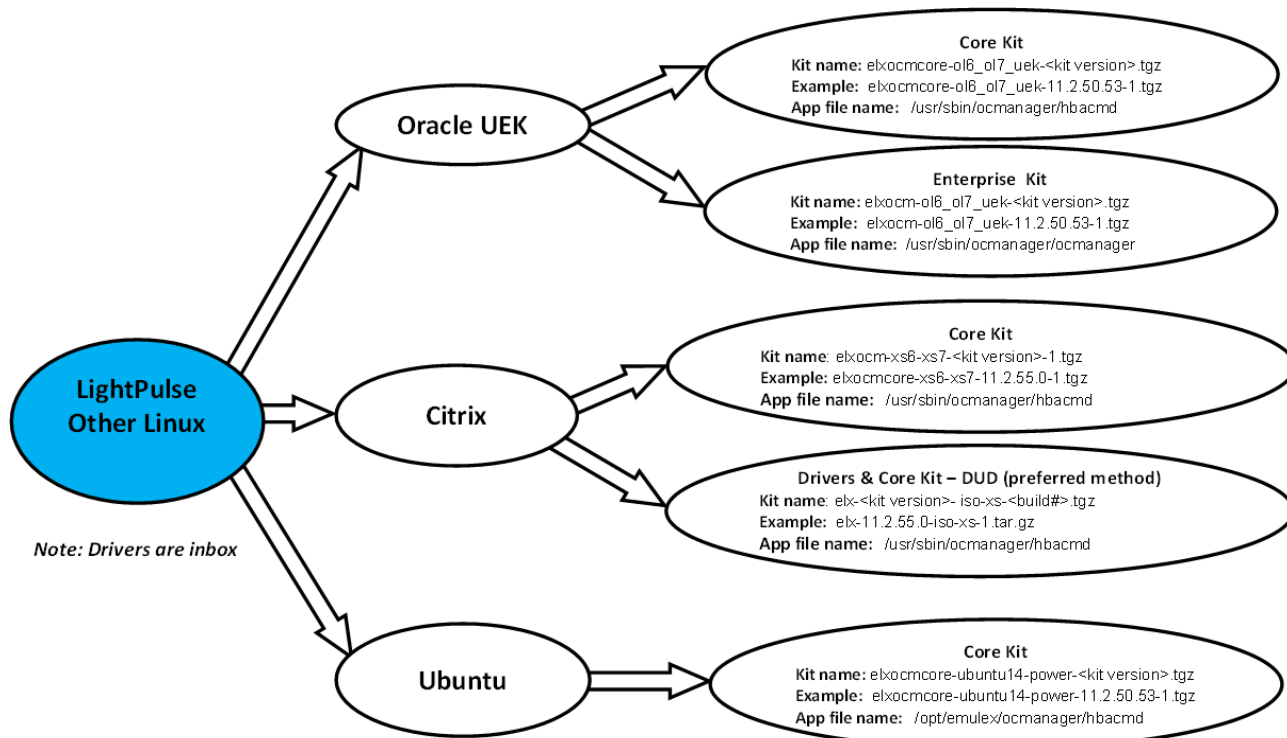 LightPulse
Other Linux
Note: Drivers are inbox
Oracle UEK
Core Kit
Kit name: elxocmcore-ol6_ol7_uek-<kit version>.tgz
Example: elxocmcore-ol6_ol7_uek-11.2.50.53-1.tgz
App file name: /usr/sbin/ocmanager/hbacmd
Enterprise Kit
Kit name: elxocm-ol6_ol7_uek-<kit version>.tgz
Example: elxocm-ol6_ol7_uek-11.2.50.53-1.tgz
App file name: /usr/sbin/ocmanager/ocmanager
Citrix
Core Kit
Kit name: elxocm-xs6-xs7-<kit version>-1.tgz
Example: elxocmcore-xs6-xs7-11.2.55.0-1.tgz
App file name: /usr/sbin/ocmanager/hbacmd
Drivers & Core Kit – DUD (preferred method)
Kit name: elx-<kit version>- iso-xs-<build#>.tgz
Example: elx-11.2.55.0-iso-xs-1.tar.gz
App file name: /usr/sbin/ocmanager/hbacmd
Ubuntu
Core Kit
Kit name: elxocmcore-ubuntu14-power-<kit version>.tgz
Example: elxocmcore-ubuntu14-power-11.2.50.53-1.tgz
App file name: /opt/emulex/ocmanager/hbacmd